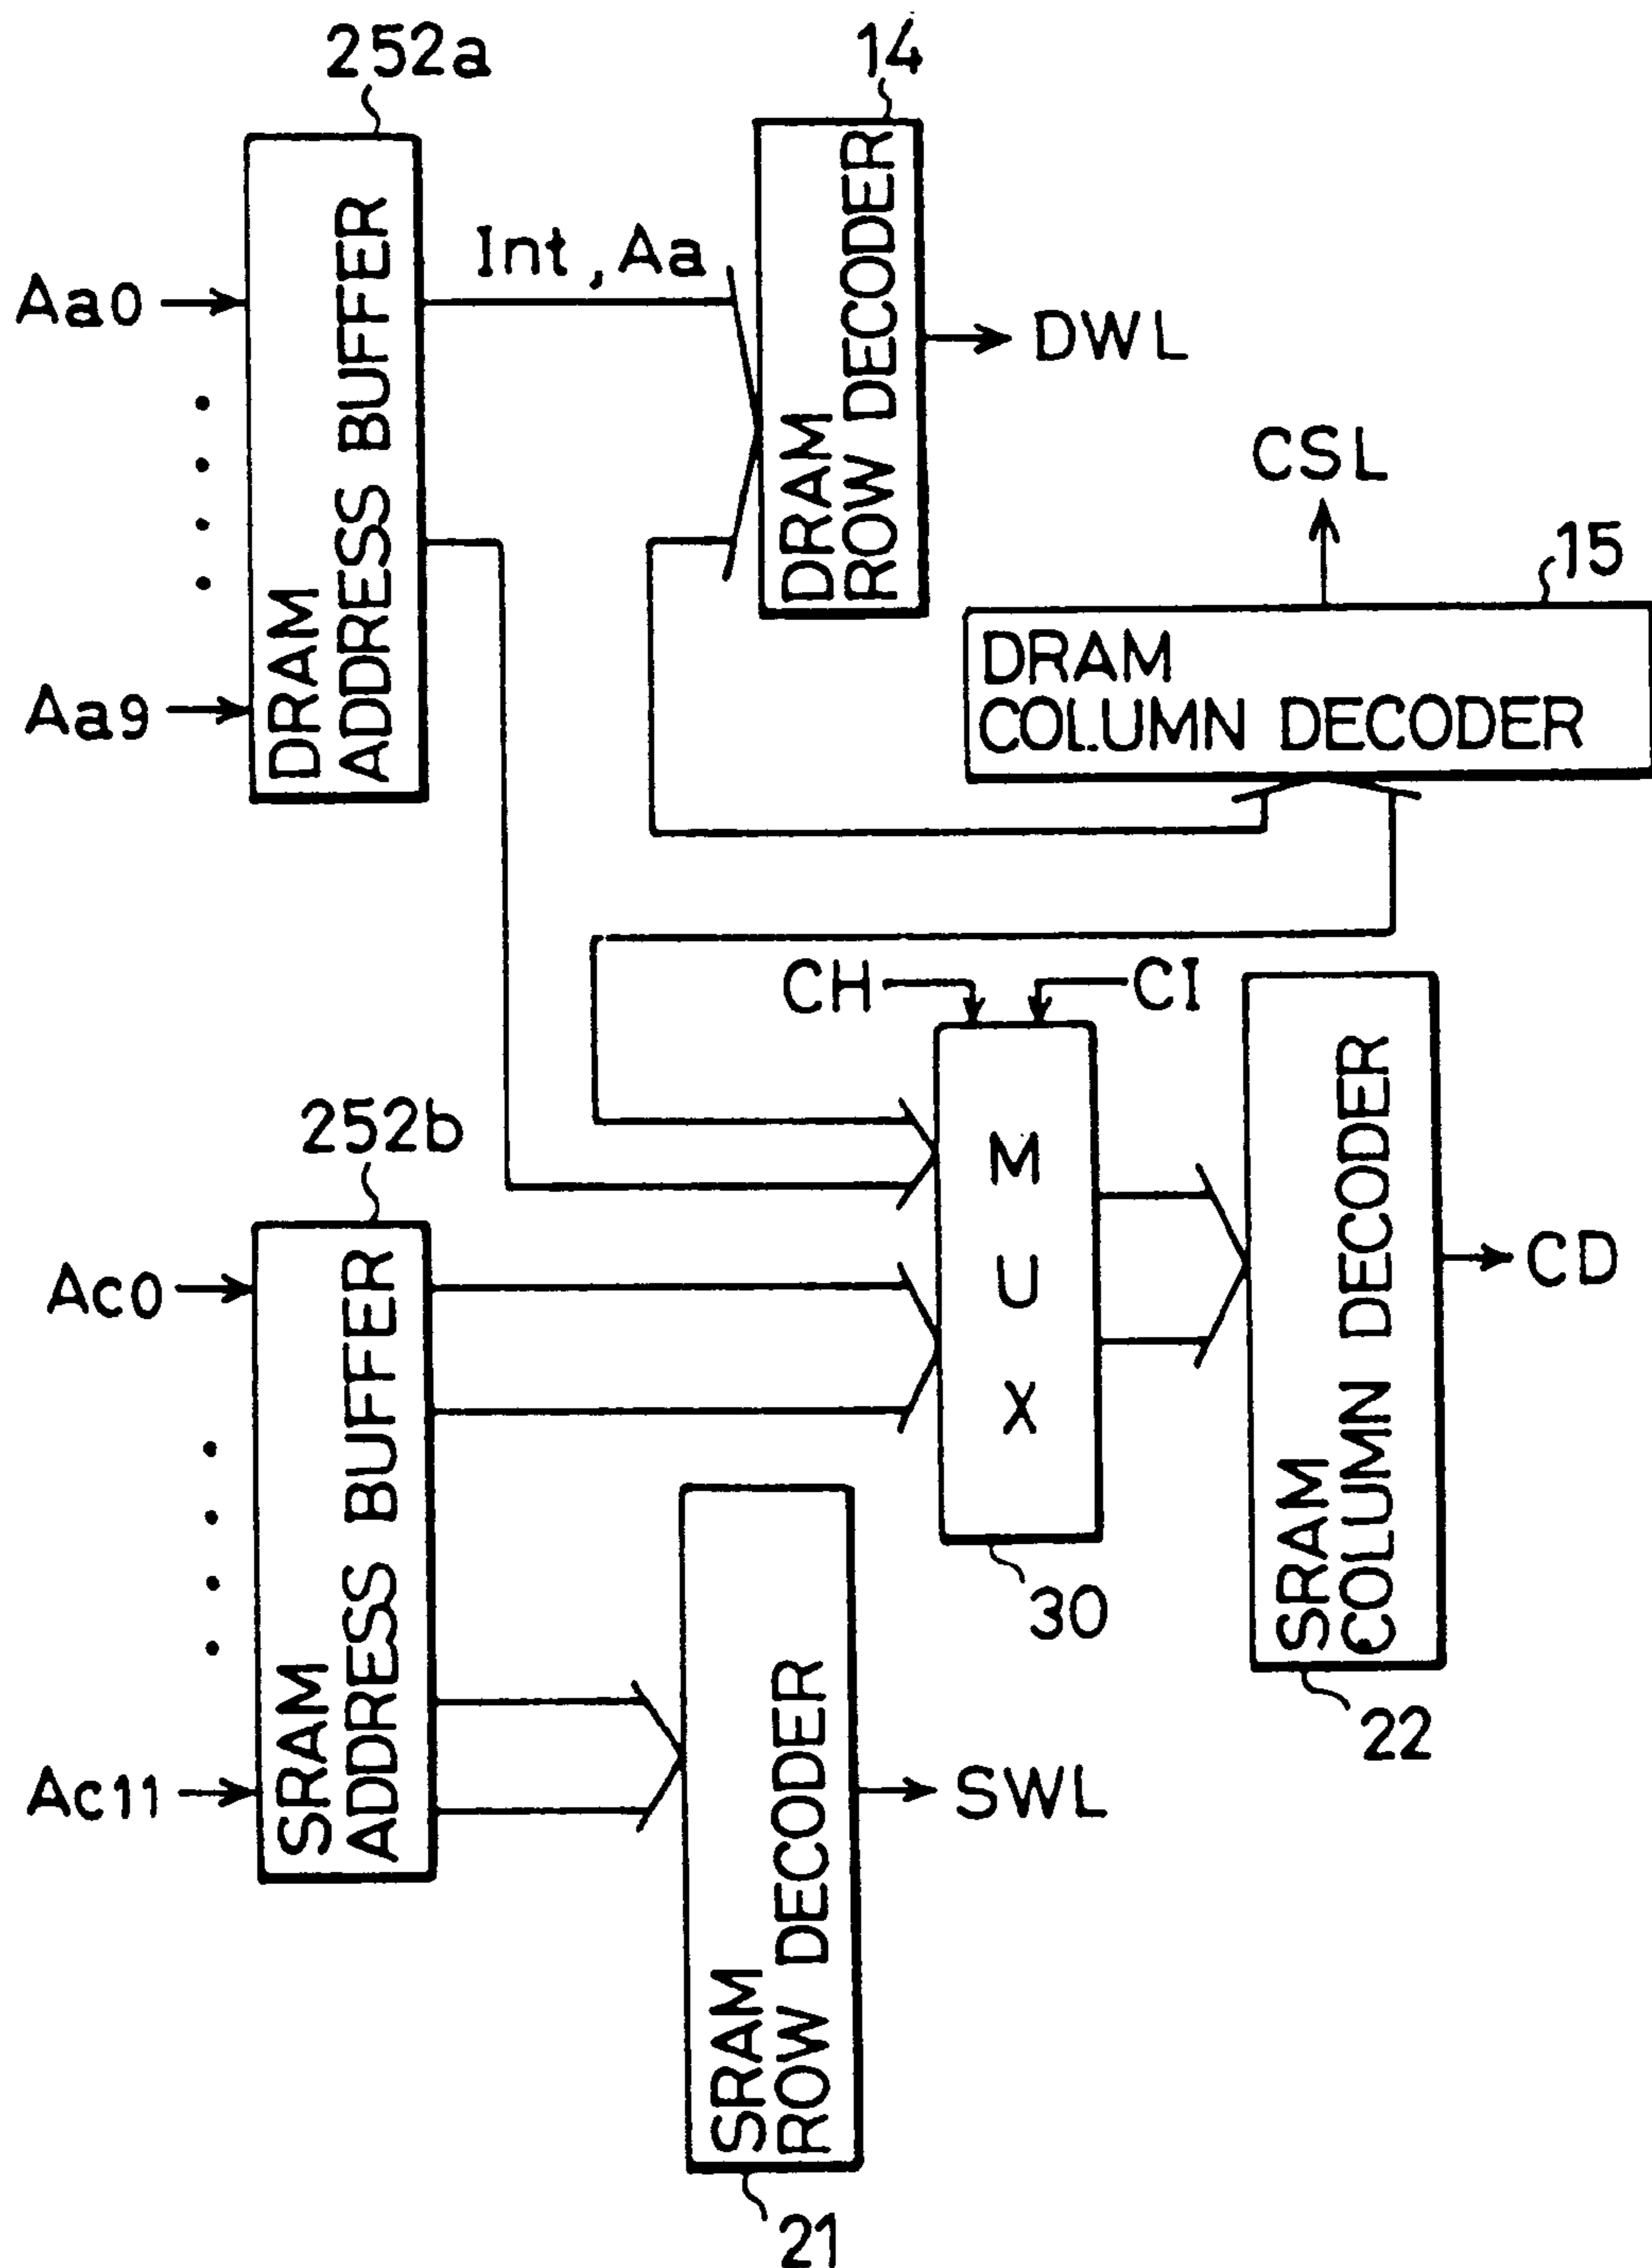 252a
14
Aa0
Aa9
DRAM
ADDRESS BUFFER
Int, Aa
DRAM
ROW DECODER
DWL
CSL
15
DRAM
COLUMN DECODER
CH
CI
252b
Ac0
Ac11
SRAM
ADDRESS BUFFER
MUX
30
SRAM
COLUMN DECODER
CD
22
SRAM
ROW DECODER
SWL
21